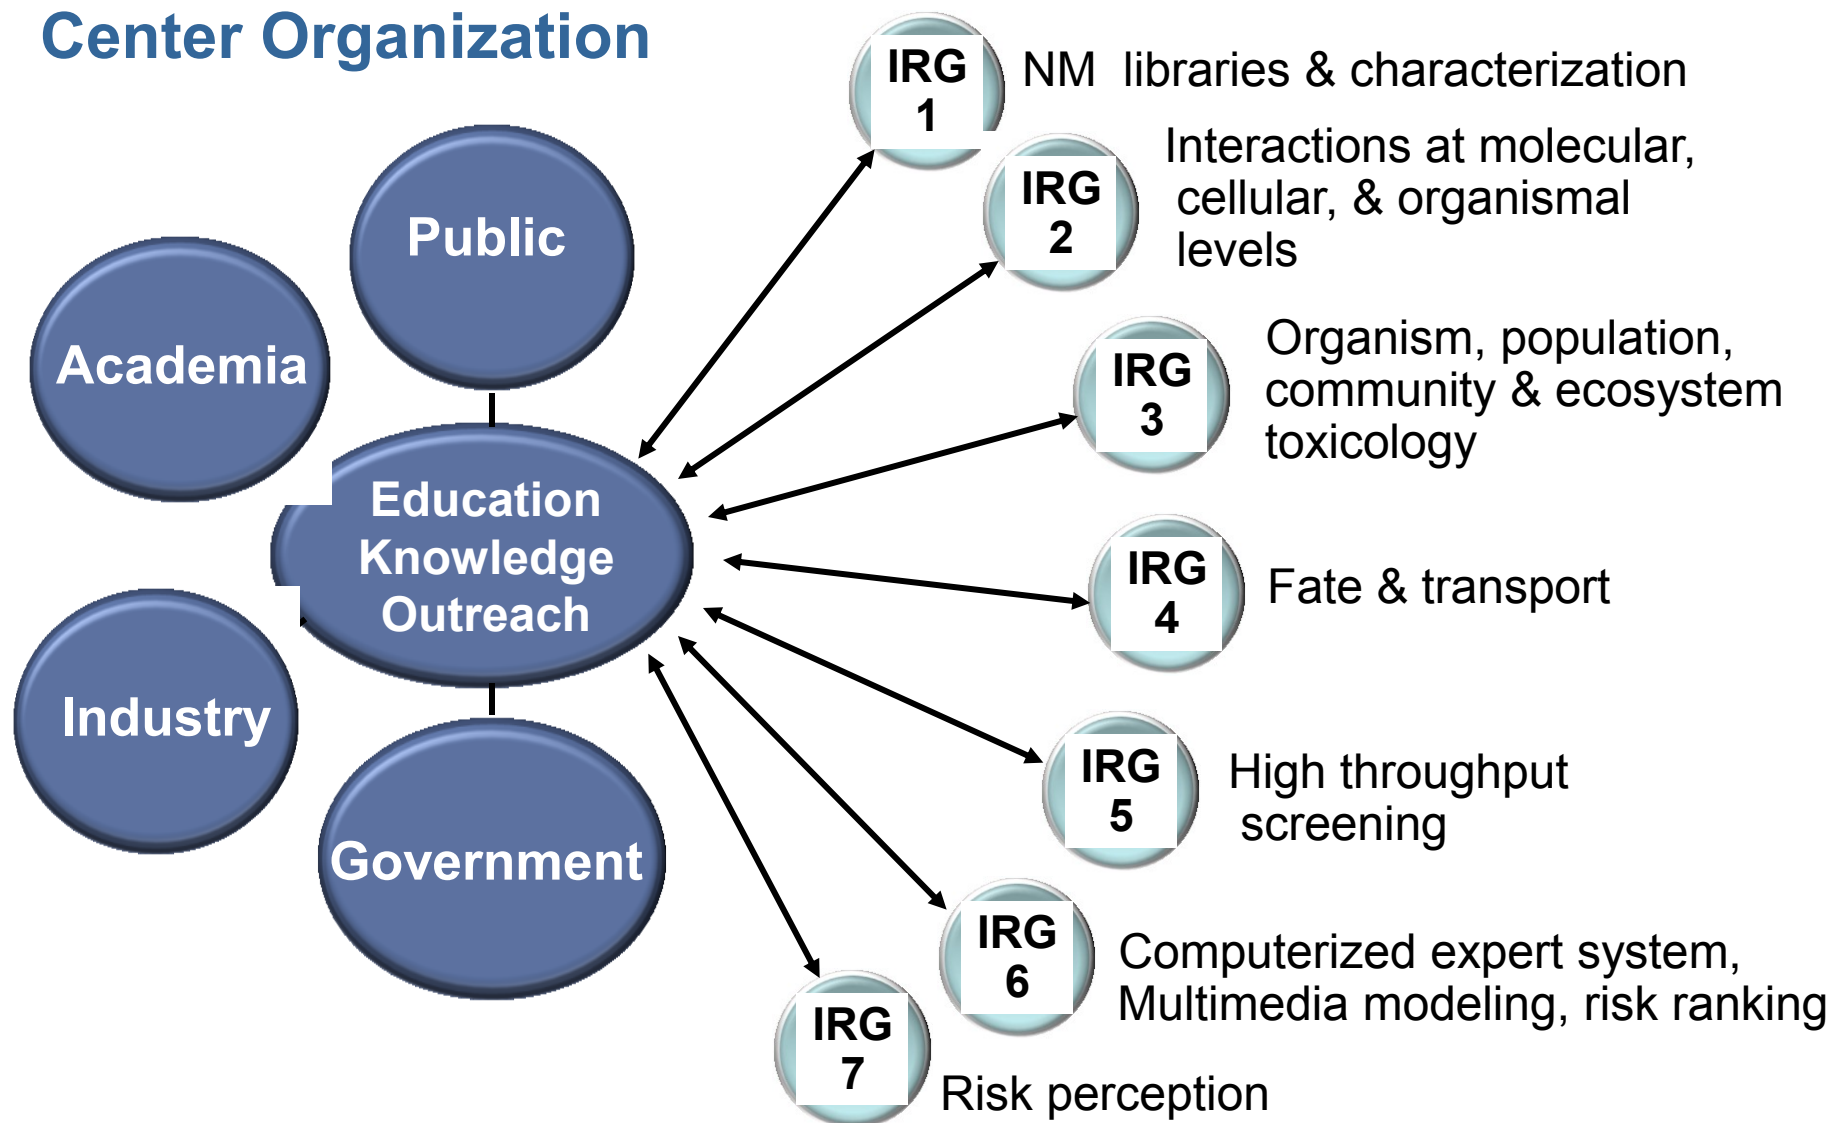 Center Organization
Public
Academia
Education
Knowledge
Outreach
Industry
Government
IRG
1
NM libraries & characterization
IRG
2
Interactions at molecular,
cellular, & organismal
levels
IRG
3
Organism, population,
community & ecosystem
toxicology
IRG
4
Fate & transport
IRG
5
High throughput
screening
IRG
6
Computerized expert system,
Multimedia modeling, risk ranking
IRG
7
Risk perception